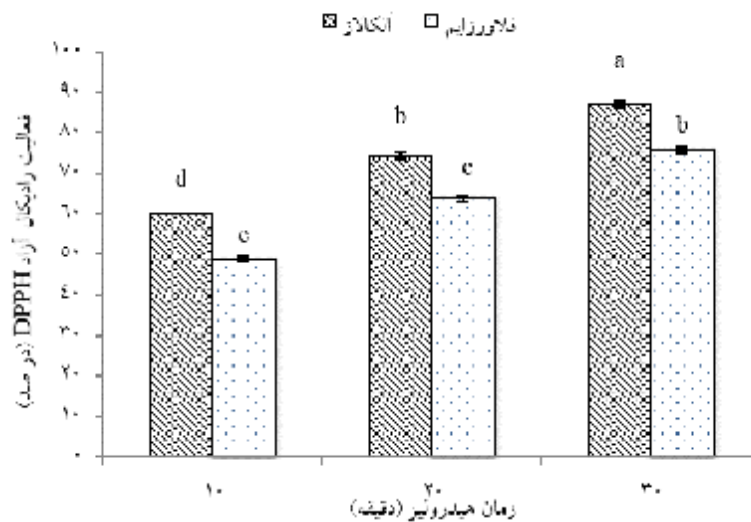 آلکالاز فلاورزایم
فعالیت رادیکال آزاد DPPH (درصد)
۱۰۰
۹۰
۸۰
۷۰
۶۰
۵۰
۴۰
۳۰
۲۰
۱۰
۰
d
c
b
c
a
b
۱۰ ۲۰ ۳۰
زمان هیدرولیز (دقیقه)